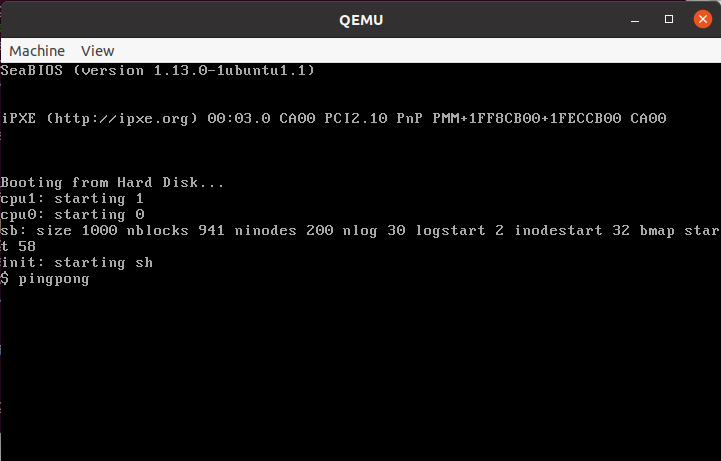 QEMU
Machine View
SeaBIOS (version 1.13.0-1ubuntu1.1)
iPXE (http://ipxe.org) 00:03.0 CA00 PCI2.10 PnP PMM+1FF8CB00+1FECCB00 CA00
Booting from Hard Disk...
cpu1: starting 1
cpu0: starting 0
sb: size 1000 nblocks 941 ninodes 200 nlog 30 logstart 2 inodestart 32 bmap star
t 58
init: starting sh
$ pingpong